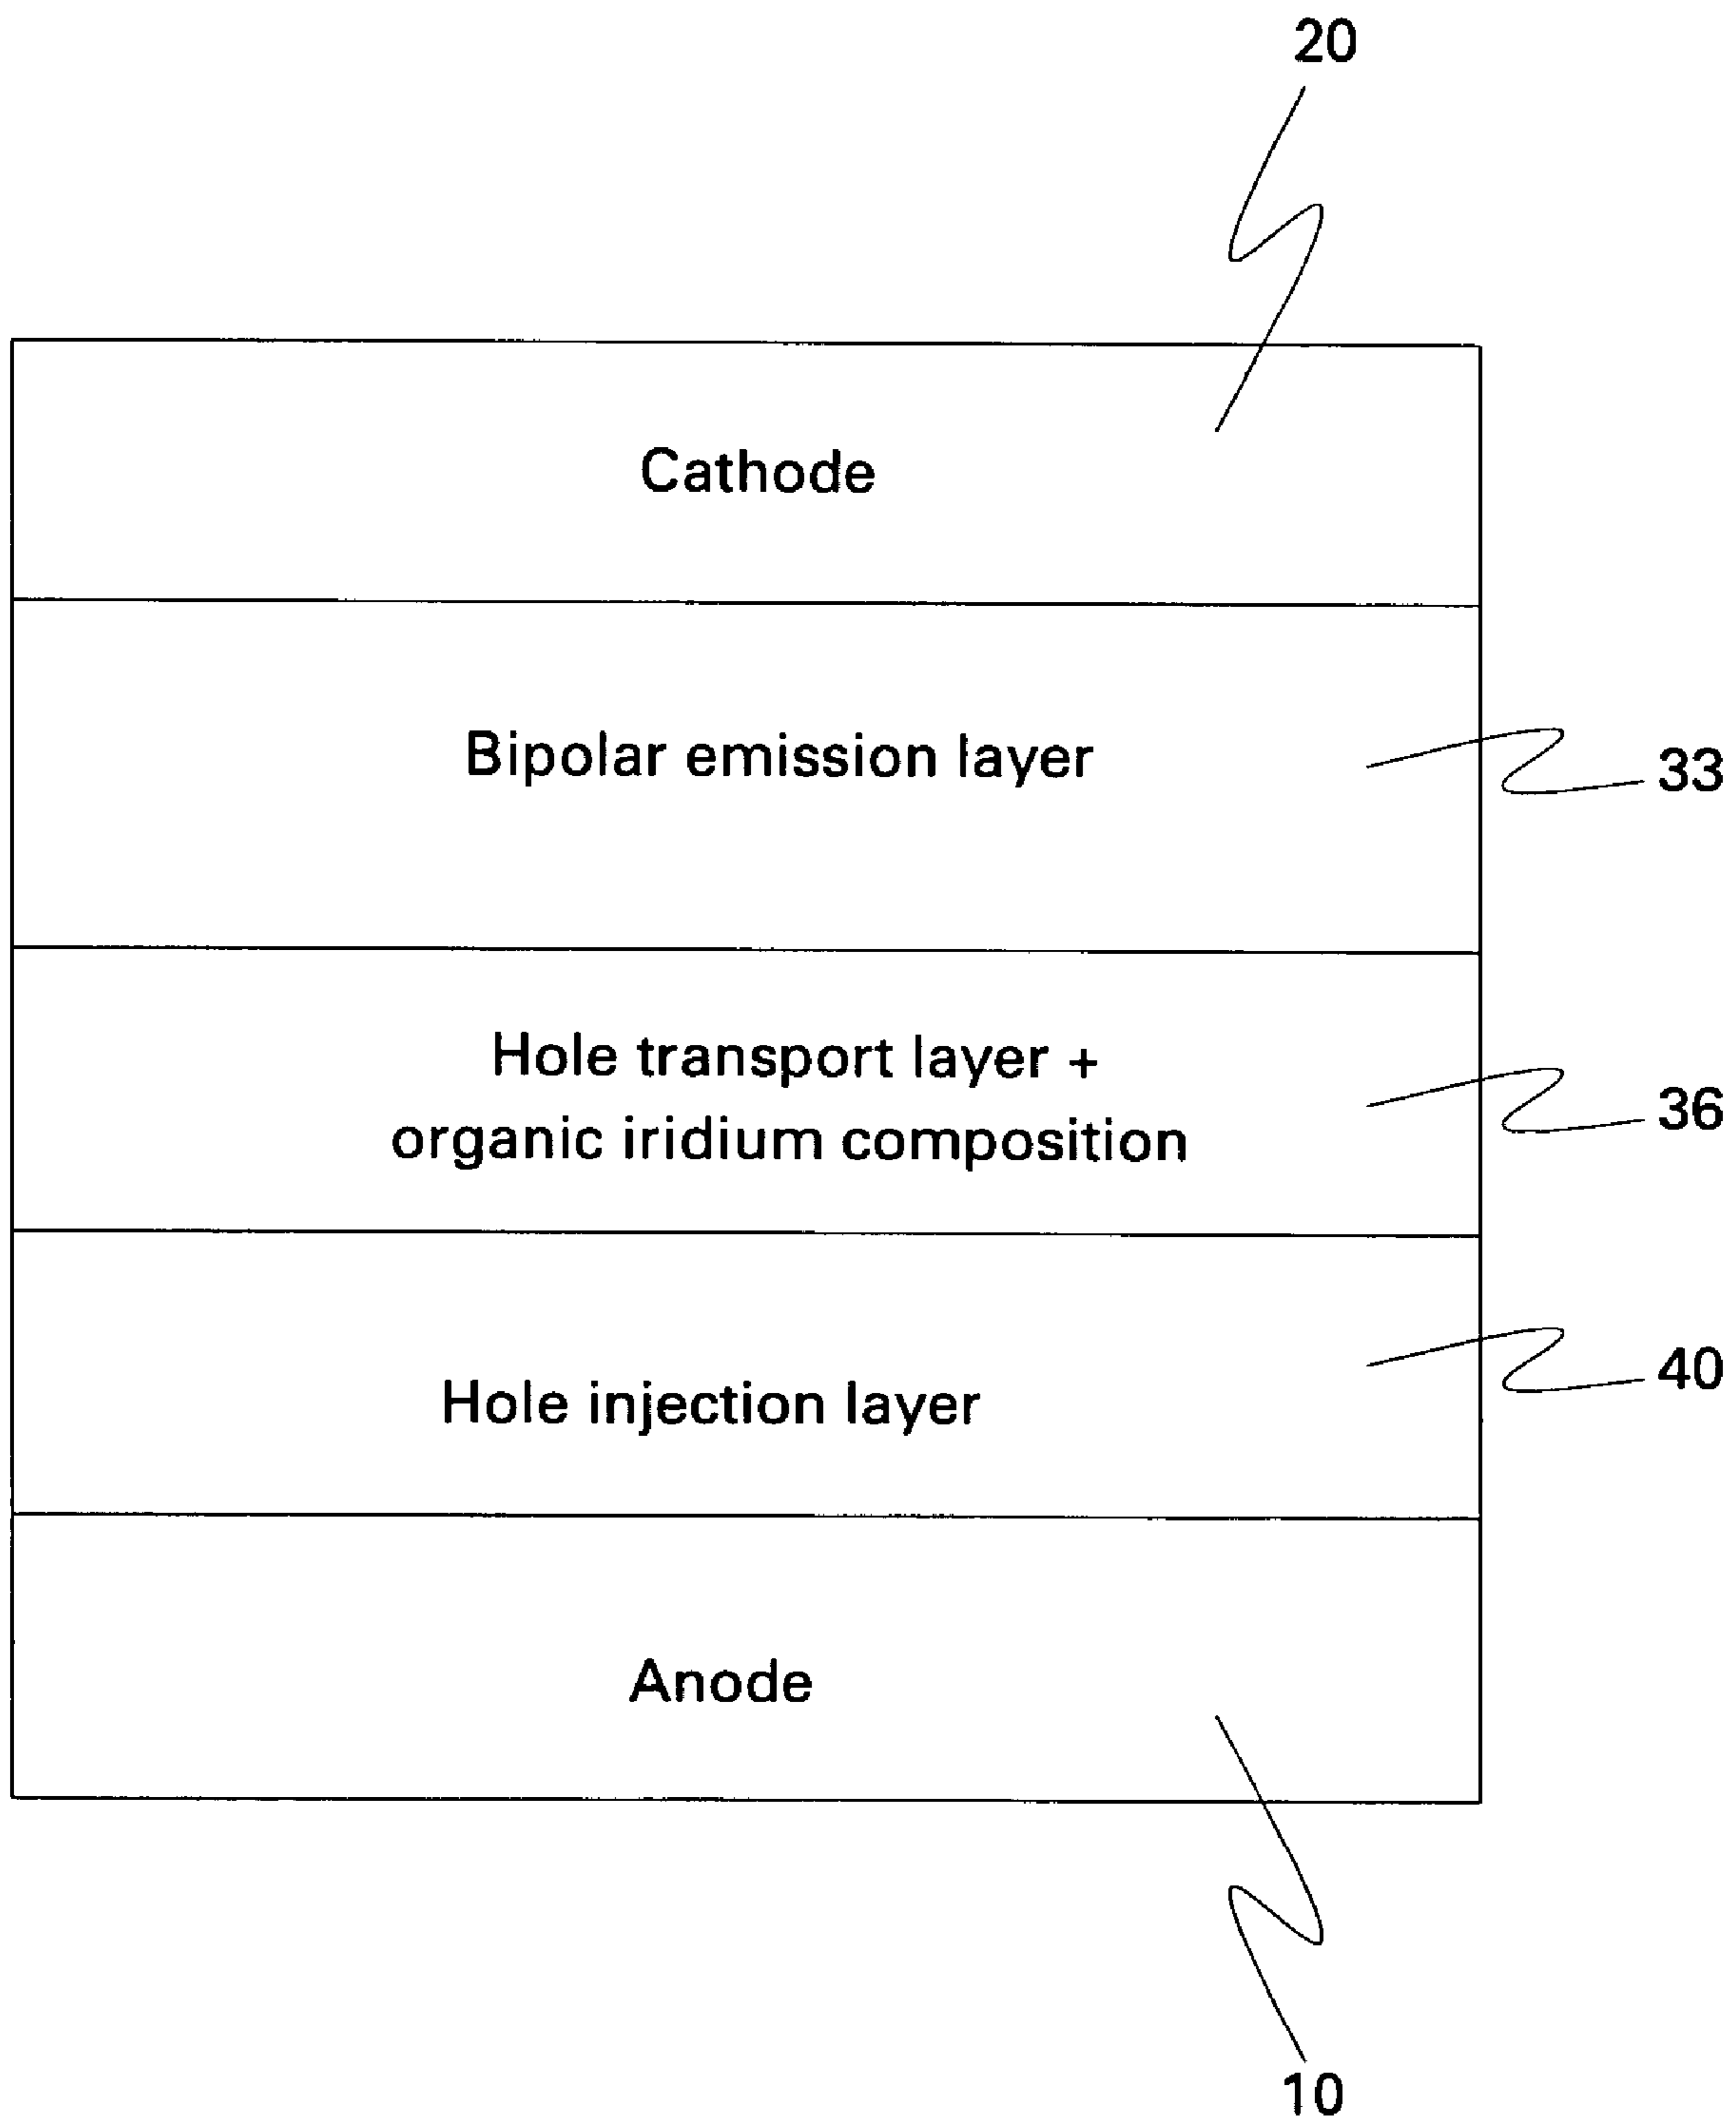 20
Cathode
Bipolar emission layer
33
Hole transport layer +
organic iridium composition
36
Hole injection layer
40
Anode
10